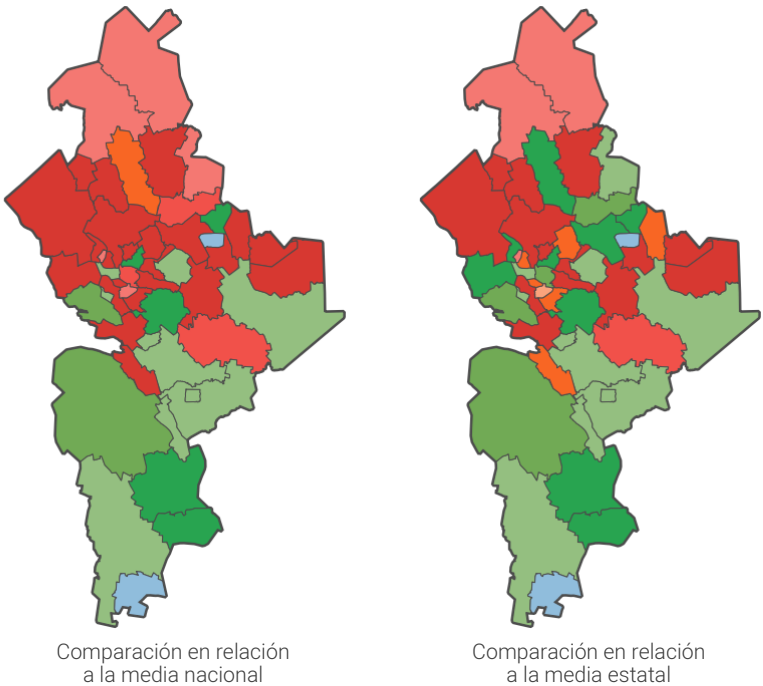 Comparación en relación
a la media nacional
Comparación en relación
a la media estatal